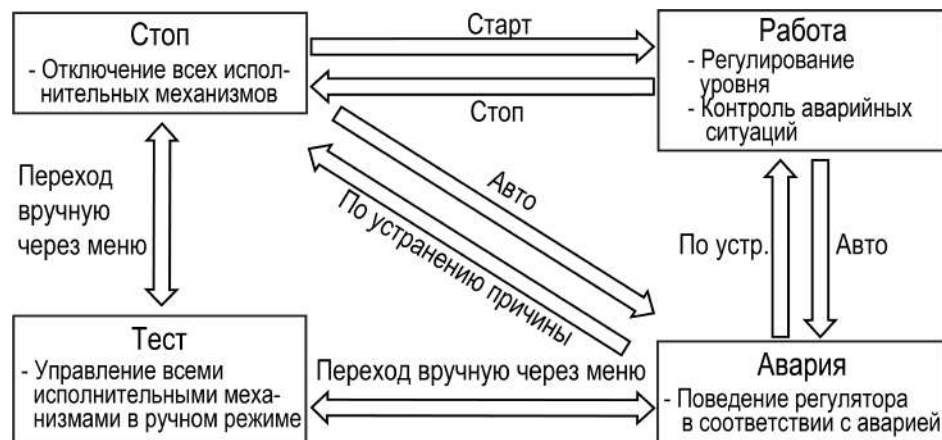 Стоп
- Отключение всех испол-
нительных механизмов
Старт
Стоп
Работа
- Регулирование
уровня
- Контроль аварийных
ситуаций
Переход
вручную
через меню
Авто
По устранению причины
По устр.
Авто
Тест
- Управление всеми
исполнительными меха-
низмами в ручном режиме
Переход вручную через меню
Авария
- Поведение регулятора
в соответствии с аварией